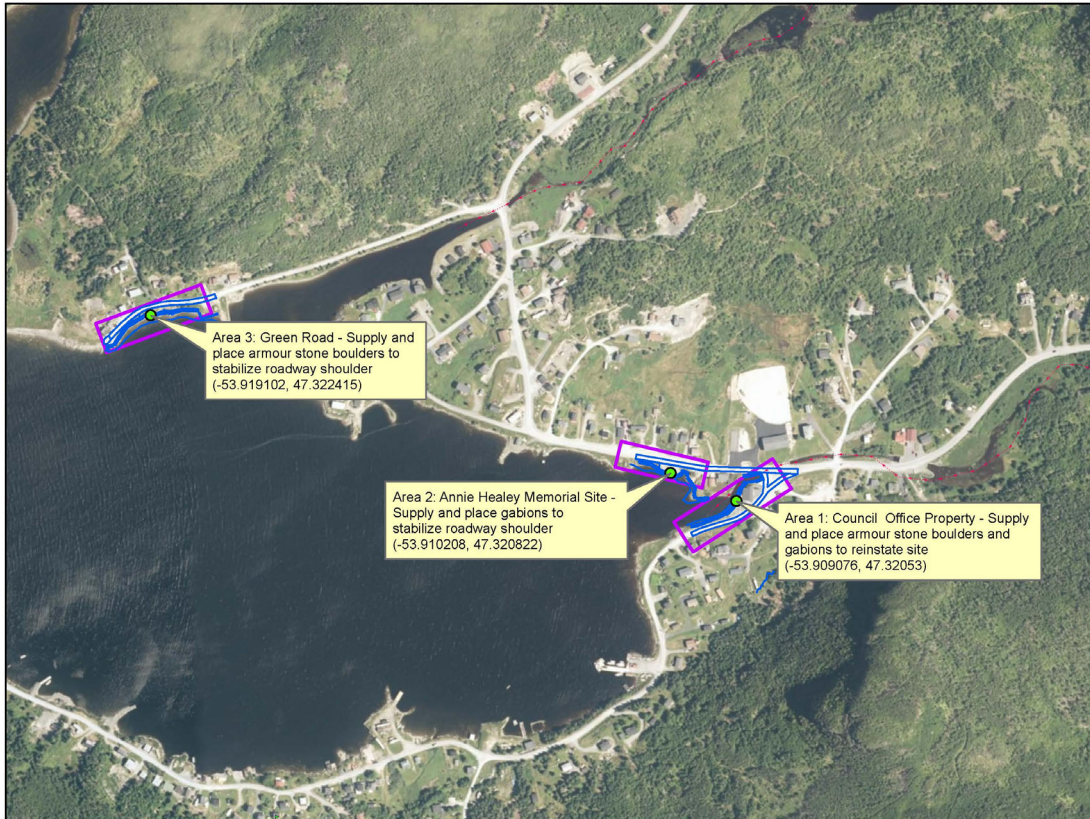 Area 3: Green Road - Supply and
place armour stone boulders to
stabilize roadway shoulder
(-53.919102, 47.322415)
Area 2: Annie Healey Memorial Site -
Supply and place gabions to
stabilize roadway shoulder
(-53.910208, 47.320822)
Area 1: Council Office Property - Supply
and place armour stone boulders and
gabions to reinstate site
(-53.909076, 47.32053)